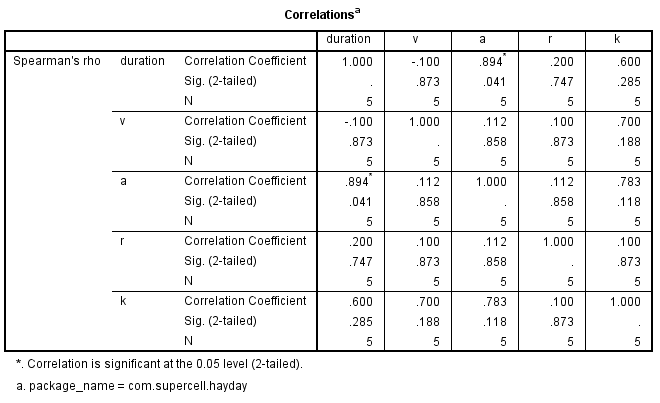 Correlationsa
duration v a r k
Spearman's rho duration Correlation Coefficient 1.000 -.100 .894* .200 .600
Sig. (2-tailed) . .873 .041 .747 .285
N 5 5 5 5 5
v Correlation Coefficient -.100 1.000 .112 .100 .700
Sig. (2-tailed) .873 . .858 .873 .188
N 5 5 5 5 5
a Correlation Coefficient .894* .112 1.000 .112 .783
Sig. (2-tailed) .041 .858 . .858 .118
N 5 5 5 5 5
r Correlation Coefficient .200 .100 .112 1.000 .100
Sig. (2-tailed) .747 .873 .858 . .873
N 5 5 5 5 5
k Correlation Coefficient .600 .700 .783 .100 1.000
Sig. (2-tailed) .285 .188 .118 .873 .
N 5 5 5 5 5
*. Correlation is significant at the 0.05 level (2-tailed).
a. package_name = com.supercell.hayday